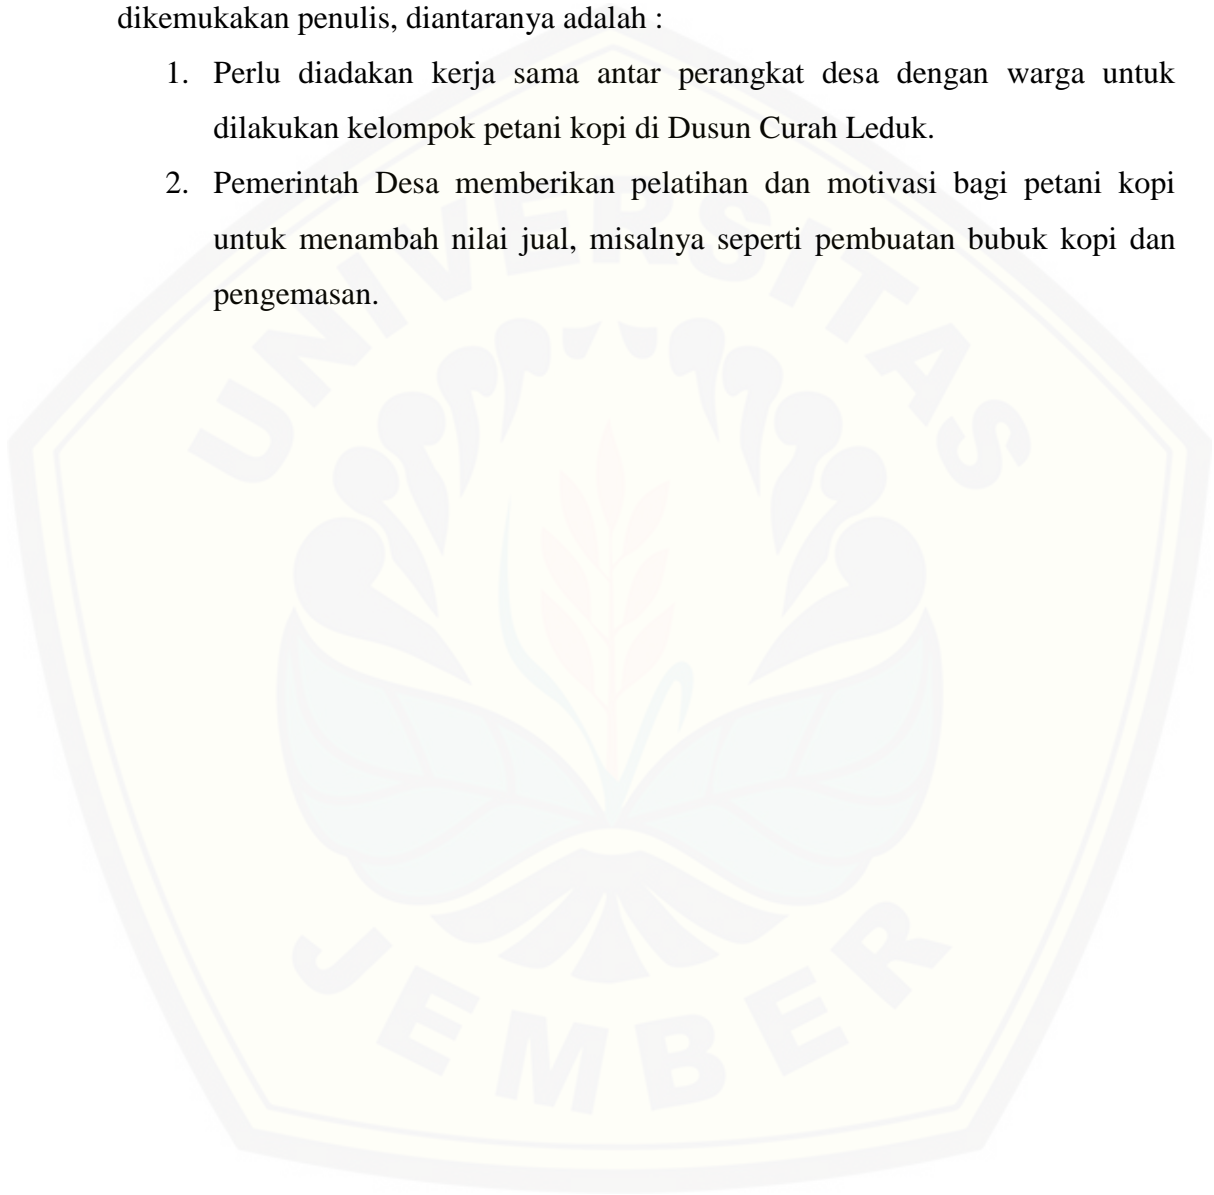 dikemukakan penulis, diantaranya adalah :
1. Perlu diadakan kerja sama antar perangkat desa dengan warga untuk
dilakukan kelompok petani kopi di Dusun Curah Leduk.
2. Pemerintah Desa memberikan pelatihan dan motivasi bagi petani kopi
untuk menambah nilai jual, misalnya seperti pembuatan bubuk kopi dan
pengemasan.
UNIVERSITAS
JEMBER